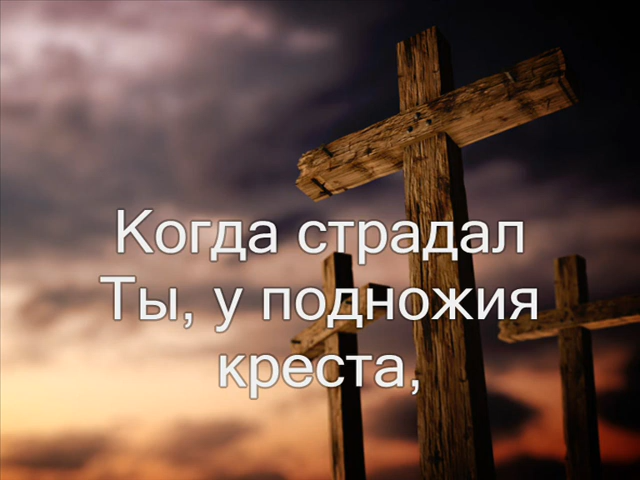 Когда страдал
Ты, у подножия
креста,